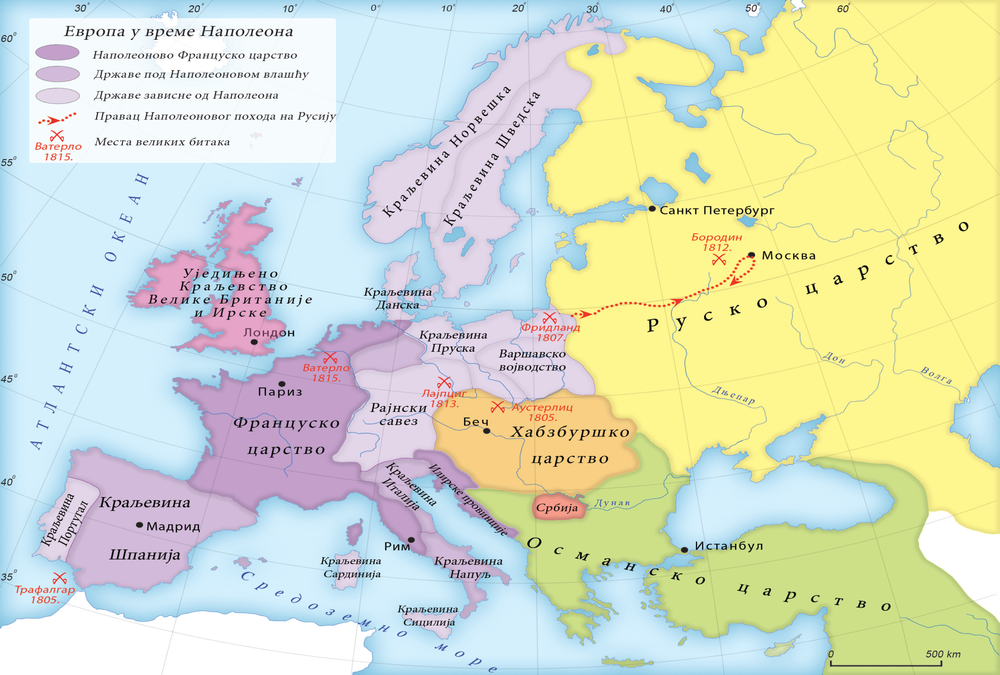 30° 20° 10° 0° 10° 20° 30° 40° 50° 60°
60°
55°
50°
45°
40°
35°
Европа у време Наполеона
Наполеоново Француско царство
Државе под Наполеоновом влашћу
Државе зависне од Наполеона
Правац Наполеоновог похода на Русију
Ватерло
1815.
Места великих битака
АТЛАНТСКИ ОКЕАН
Краљевина Норвешка
Краљевина Шведска
Санкт Петербург
Бородин
1812.
Москва
Руско царство
Уједињено
Краљевство
Велике Британије
и Ирске
Лондон
Краљевина
Данска
Краљевина
Пруска
Фридланд
1807.
Варшавско
војводство
Дон
Волга
Дњепар
Ватерло
1815.
Париз
Лајпциг
1813.
Рајнски
савез
Аустерлиц
1805.
Беч
Француско
царство
Хабзбуршко
царство
Краљевина
Италија
Илирске провинције
Србија
Дунав
Краљевина
Португал
Краљевина
Мадрид
Шпанија
Рим
Истанбул
Османско царство
Краљевина
Сардинија
Краљевина
Напуљ
Краљевина
Сицилија
Трафалгар
1805.
Средоземно море
0 500 km